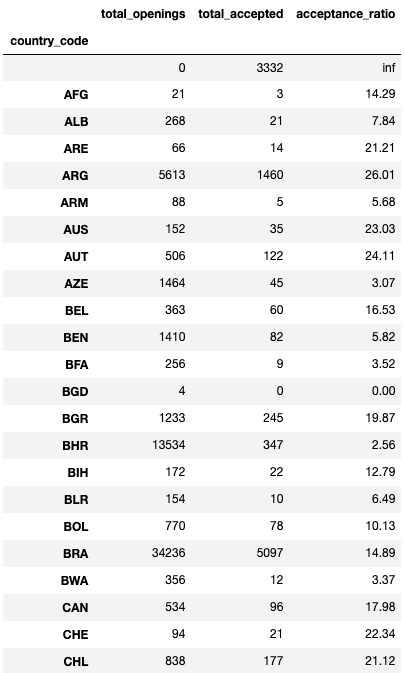 total_openings total_accepted acceptance_ratio
country_code
0 3332 inf
AFG 21 3 14.29
ALB 268 21 7.84
ARE 66 14 21.21
ARG 5613 1460 26.01
ARM 88 5 5.68
AUS 152 35 23.03
AUT 506 122 24.11
AZE 1464 45 3.07
BEL 363 60 16.53
BEN 1410 82 5.82
BFA 256 9 3.52
BGD 4 0 0.00
BGR 1233 245 19.87
BHR 13534 347 2.56
BIH 172 22 12.79
BLR 154 10 6.49
BOL 770 78 10.13
BRA 34236 5097 14.89
BWA 356 12 3.37
CAN 534 96 17.98
CHE 94 21 22.34
CHL 838 177 21.12